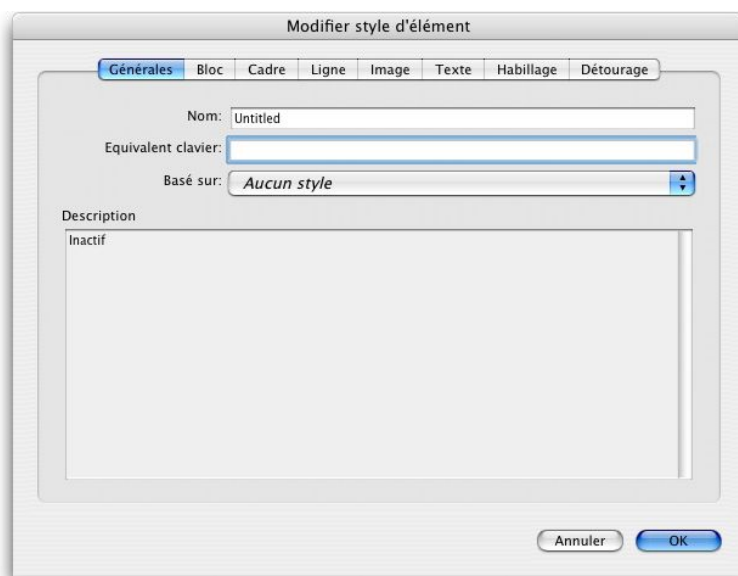 Modifier style d'élément
Générales Bloc Cadre Ligne Image Texte Habillage Détourage
Nom: Untitled
Equivalent clavier:
Basé sur: Aucun style
Description
Inactif
Annuler OK